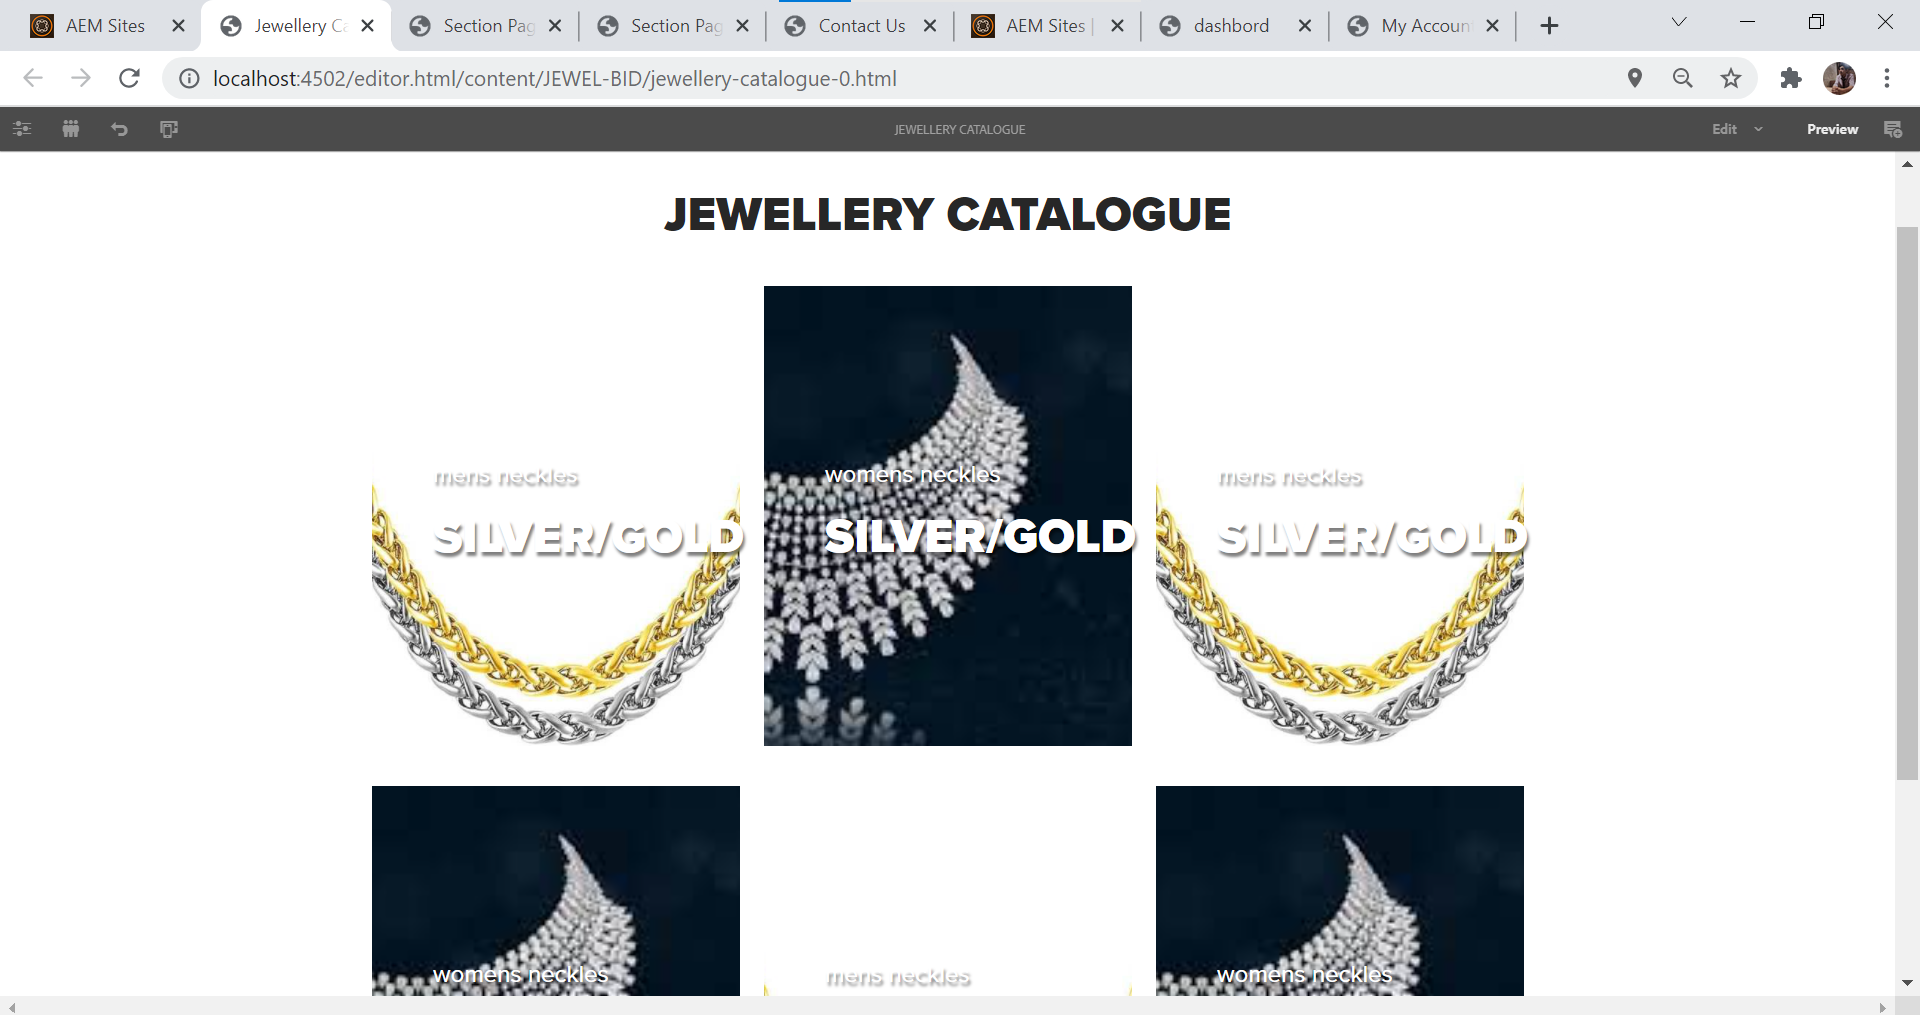 AEM Sites
Jewellery Ca
Section Pag
Section Pag
Contact Us
AEM Sites |
dashbord
My Accoun
localhost:4502/editor.html/content/JEWEL-BID/jewellery-catalogue-0.html
JEWELLERY CATALOGUE
Edit
Preview
JEWELLERY CATALOGUE
mens neckles
SILVER/GOLD
womens neckles
SILVER/GOLD
mens neckles
SILVER/GOLD
womens neckles
mens neckles
womens neckles